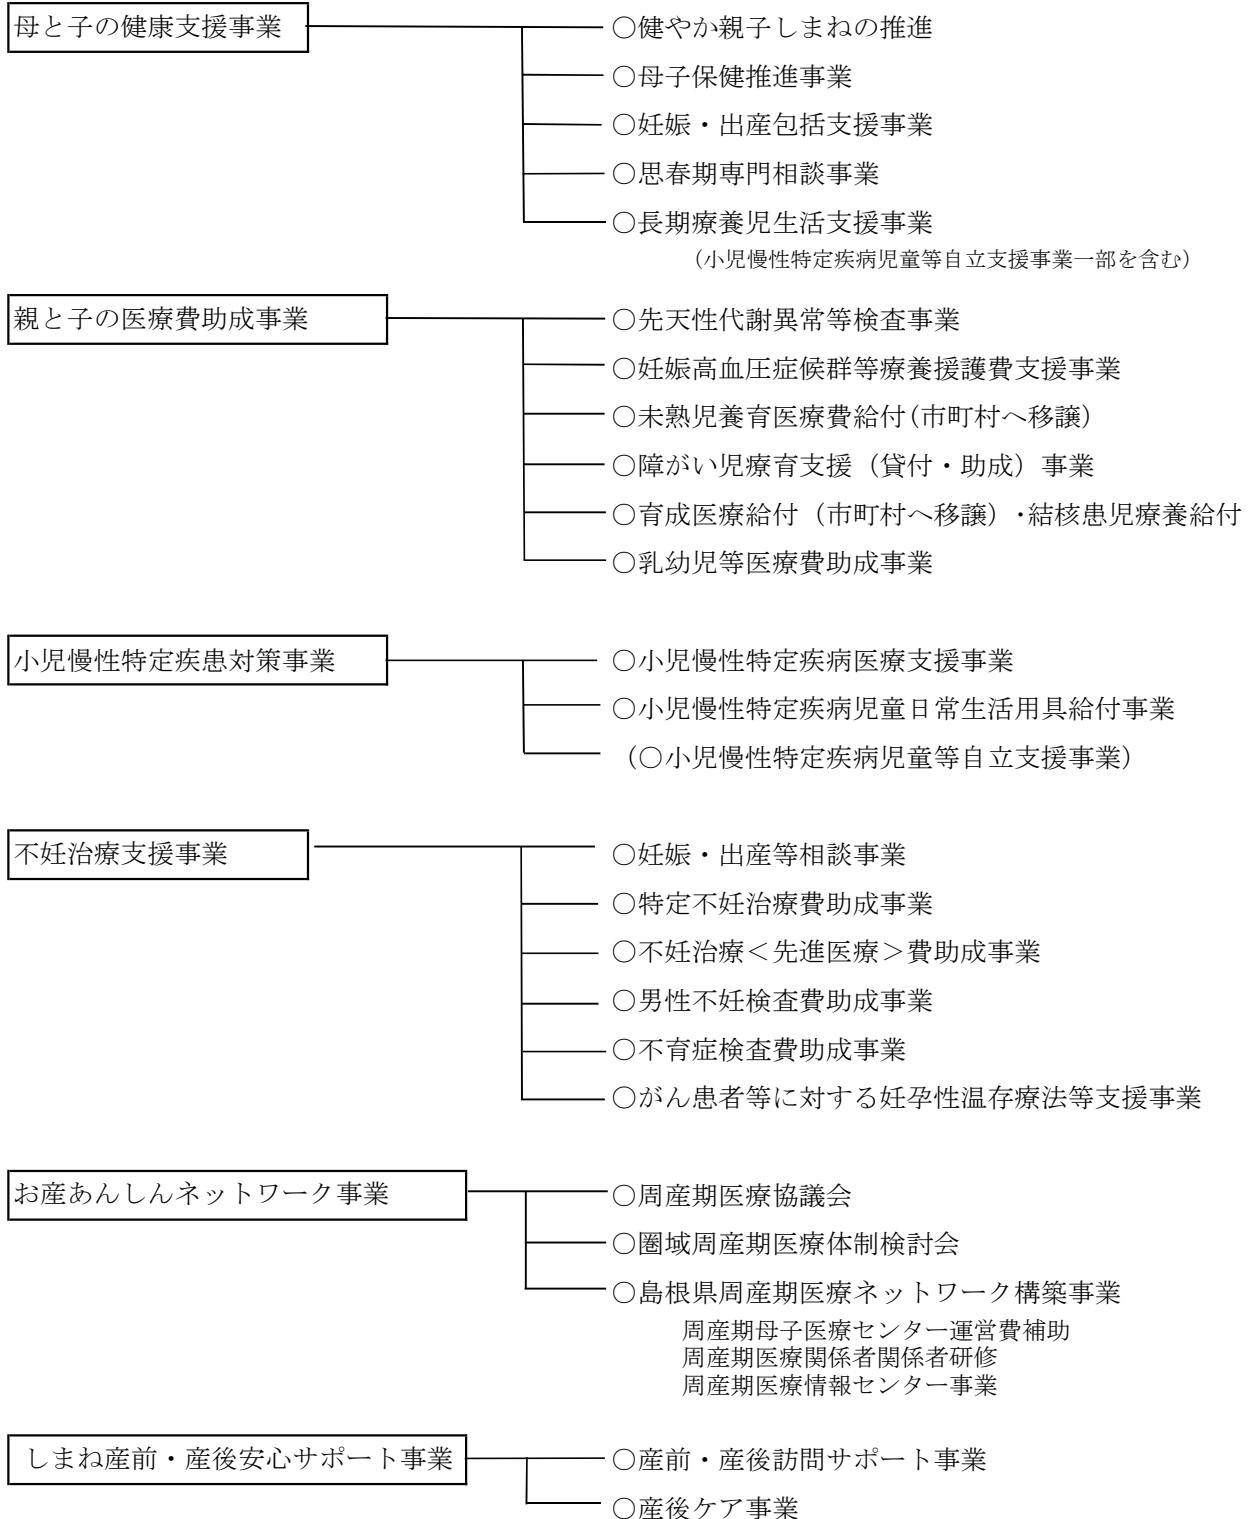 母と子の健康支援事業
○健やか親子しまねの推進
○母子保健推進事業
○妊娠・出産包括支援事業
○思春期専門相談事業
○長期療養児生活支援事業
（小児慢性特定疾病児童等自立支援事業一部を含む）
親と子の医療費助成事業
○先天性代謝異常等検査事業
○妊娠高血圧症候群等療養援護費支援事業
○未熟児養育医療費給付(市町村へ移譲)
○障がい児療育支援（貸付・助成）事業
○育成医療給付（市町村へ移譲）・結核患児療養給付
○乳幼児等医療費助成事業
小児慢性特定疾患対策事業
○小児慢性特定疾病医療支援事業
○小児慢性特定疾病児童日常生活用具給付事業
（○小児慢性特定疾病児童等自立支援事業）
不妊治療支援事業
○妊娠・出産等相談事業
○特定不妊治療費助成事業
○不妊治療＜先進医療＞費助成事業
○男性不妊検査費助成事業
○不育症検査費助成事業
○がん患者等に対する妊孕性温存療法等支援事業
お産あんしんネットワーク事業
○周産期医療協議会
○圏域周産期医療体制検討会
○島根県周産期医療ネットワーク構築事業
周産期母子医療センター運営費補助
周産期医療関係者関係者研修
周産期医療情報センター事業
しまね産前・産後安心サポート事業
○産前・産後訪問サポート事業
○産後ケア事業